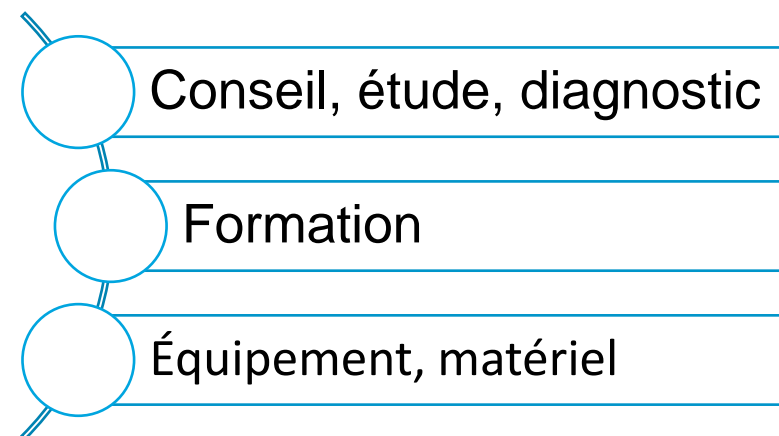 Conseil, étude, diagnostic
Formation
Équipement, matériel